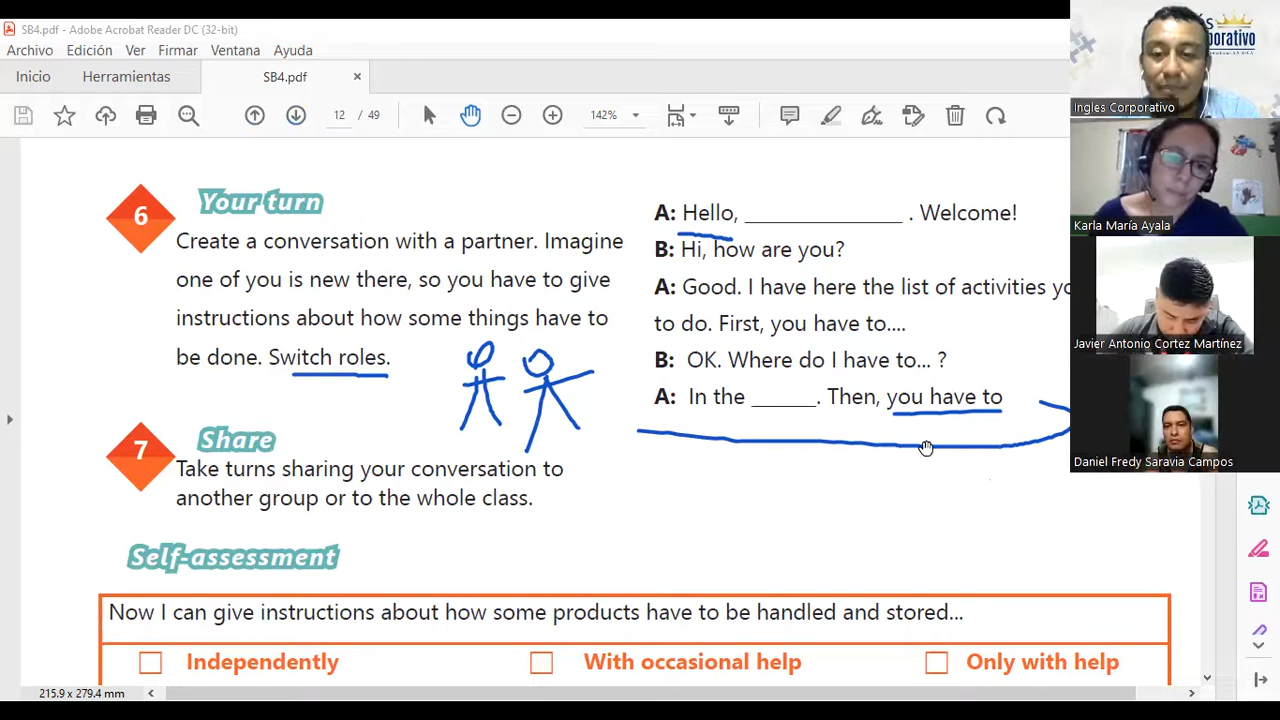 SB4.pdf - Adobe Acrobat Reader DC (32-bit)
Archivo Edición Ver Firmar Ventana Ayuda
Inicio Herramientas SB4.pdf ×
12 / 49 142%
6 Your turn
Create a conversation with a partner. Imagine
one of you is new there, so you have to give
instructions about how some things have to
be done. Switch roles.
A: Hello, ________________ . Welcome!
B: Hi, how are you?
A: Good. I have here the list of activities
to do. First, you have to....
B: OK. Where do I have to... ?
A: In the ______. Then, you have to
7 Share
Take turns sharing your conversation to
another group or to the whole class.
Self-assessment
Now I can give instructions about how some products have to be handled and stored...
Independently With occasional help Only with help
215.9 x 279.4 mm
Ingles Corporativo
Karla María Ayala
Javier Antonio Cortez Martínez
Daniel Fredy Saravia Campos